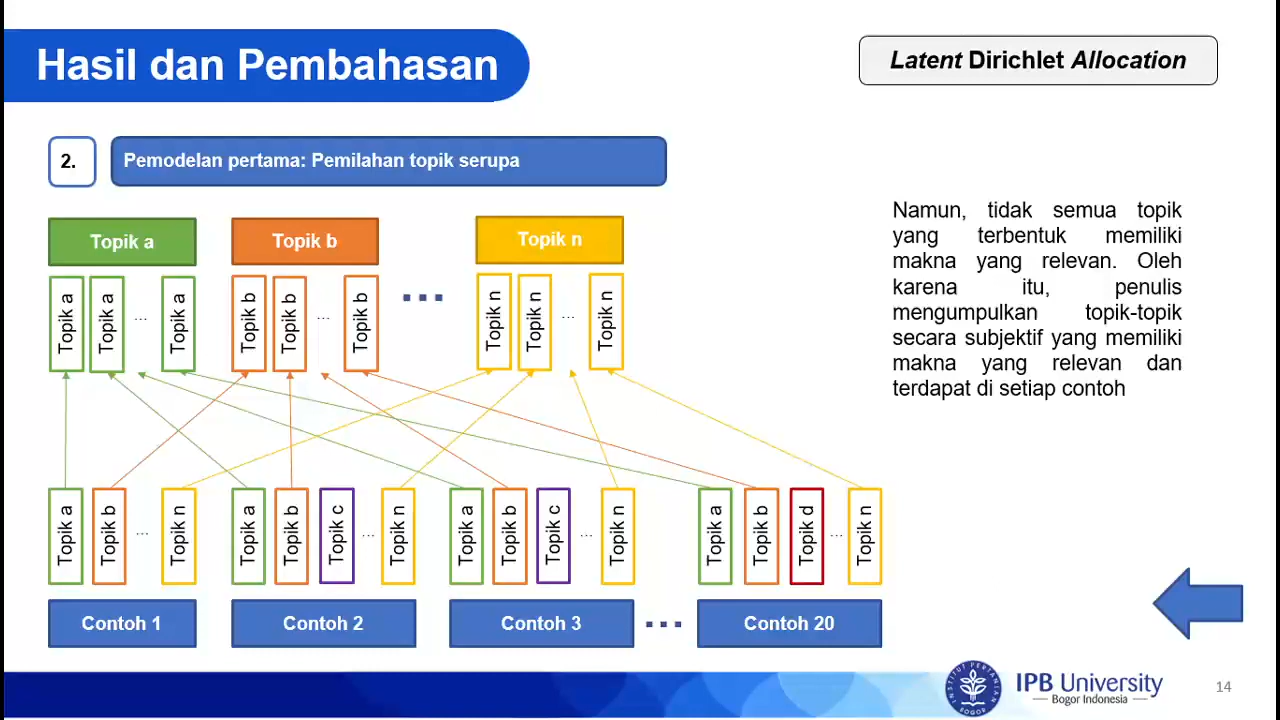 Hasil dan Pembahasan
Latent Dirichlet Allocation
2.
Pemodelan pertama: Pemilahan topik serupa
Topik a
Topik b
Topik n
Topik a
Topik a
...
Topik a
Topik b
Topik b
...
Topik b
...
Topik n
Topik n
...
Topik n
Namun, tidak semua topik
yang terbentuk memiliki
makna yang relevan. Oleh
karena itu, penulis
mengumpulkan topik-topik
secara subjektif yang memiliki
makna yang relevan dan
terdapat di setiap contoh
Topik a
Topik b
...
Topik n
Topik a
Topik b
Topik c
...
Topik n
Topik a
Topik b
Topik c
...
Topik n
Topik a
Topik b
Topik d
...
Topik n
Contoh 1
Contoh 2
Contoh 3
...
Contoh 20
INSTITUT PERTANIAN
BOGOR
IPB University
Bogor Indonesia
14